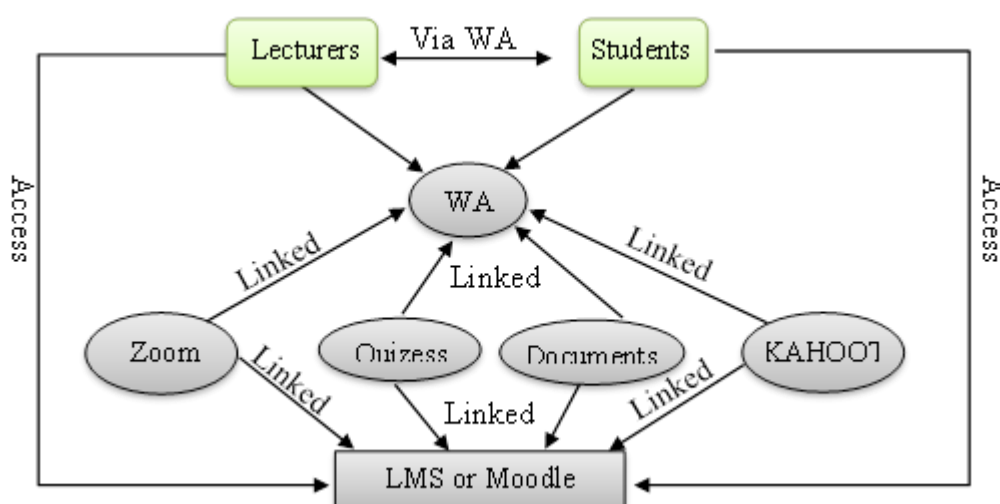 Lecturers
Via WA
Students
Access
Access
WA
Linked
Linked
Linked
Zoom
Quizess
Documents
KAHOOT
Linked
Linked
Linked
LMS or Moodle